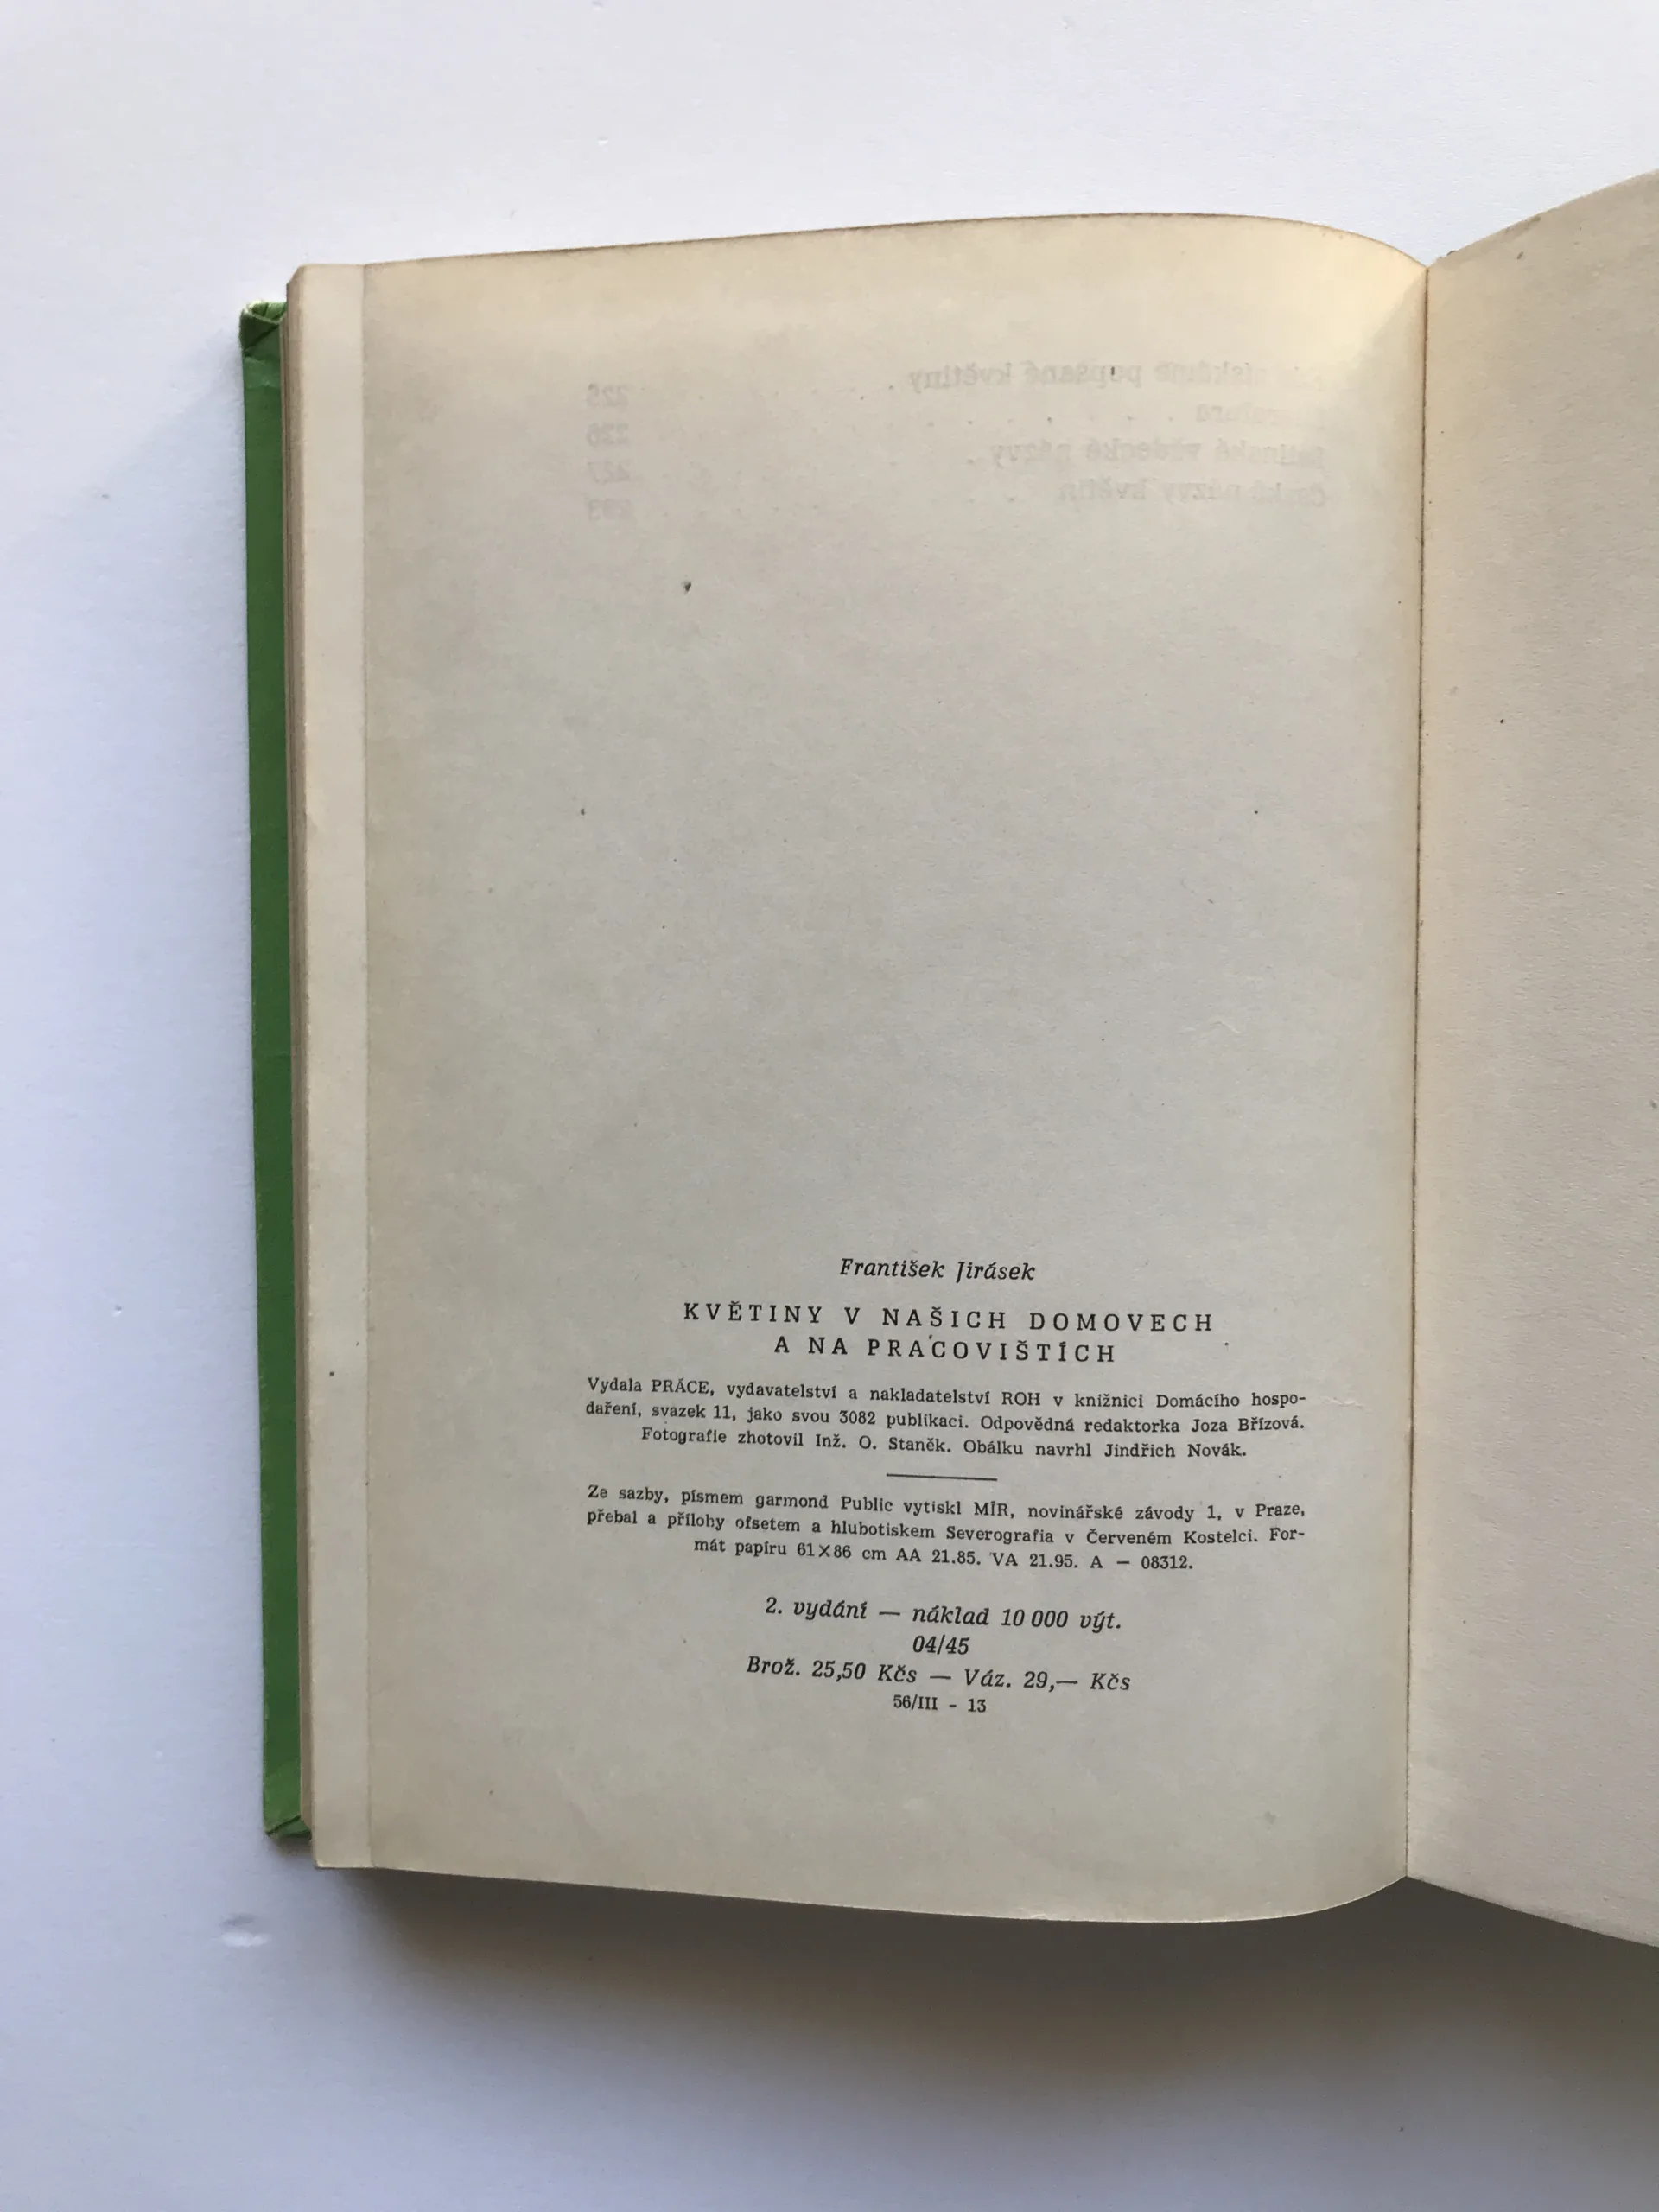 František Jirásek
KVĚTINY V NAŠICH DOMOVECH
A NA PRACOVIŠTÍCH
Vydala PRÁCE, vydavatelství a nakladatelství ROH v knižnici Domácího hospo-
daření, svazek 11, jako svou 3082 publikaci. Odpovědná redaktorka Joza Břízová.
Fotografie zhotovil Inž. O. Staněk. Obálku navrhl Jindřich Novák.
Ze sazby, písmem garmond Public vytiskl MÍR, novinářské závody 1, v Praze,
přebal a přílohy ofsetem a hlubotiskem Severografia v Červeném Kostelci. For-
mát papíru 61×86 cm AA 21.85. VA 21.95. A — 08312.
2. vydání — náklad 10 000 výt.
04/45
Brož. 25,50 Kčs — Váz. 29,— Kčs
56/III - 13